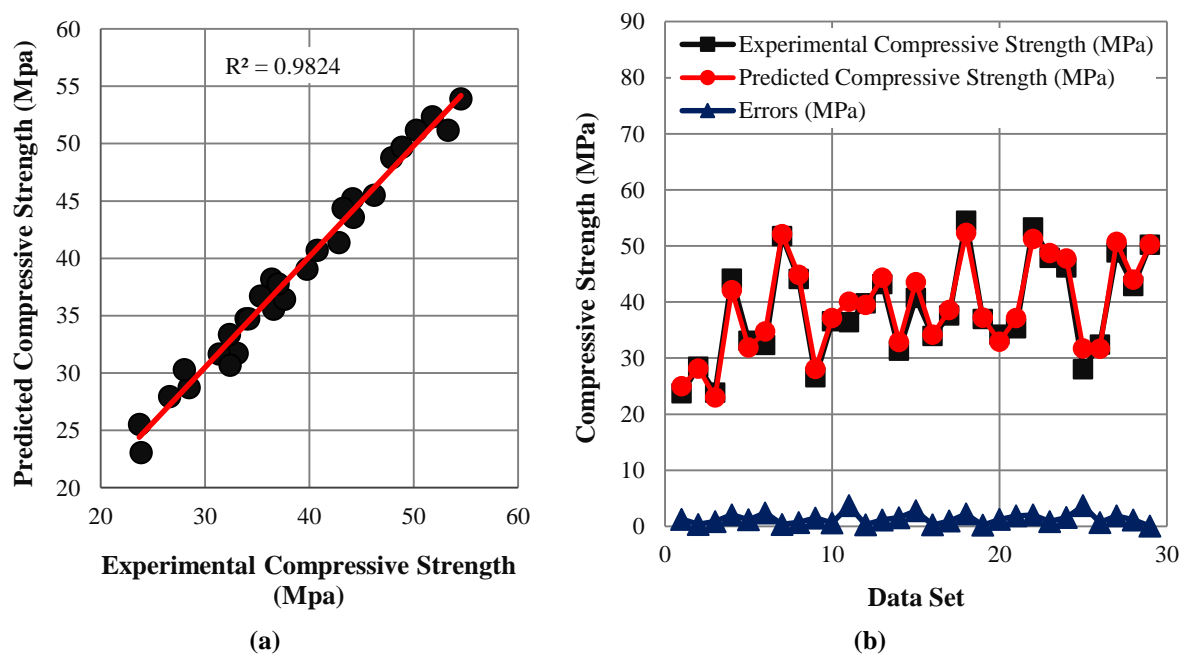 60
55
50
45
40
35
30
25
20
R² = 0.9824
Predicted Compressive Strength (Mpa)
20 30 40 50 60
Experimental Compressive Strength
(Mpa)
(a)
90
80
70
60
50
40
30
20
10
0
Experimental Compressive Strength (MPa)
Predicted Compressive Strength (MPa)
Errors (MPa)
Compressive Strength (MPa)
0 10 20 30
Data Set
(b)